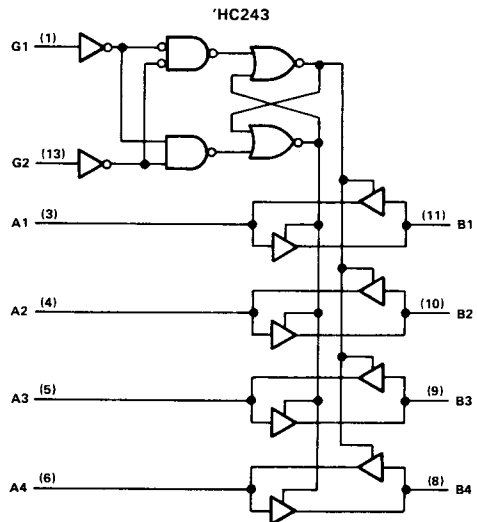 'HC243
G1 (1)
G2 (13)
A1 (3) (11) B1
A2 (4) (10) B2
A3 (5) (9) B3
A4 (6) (8) B4